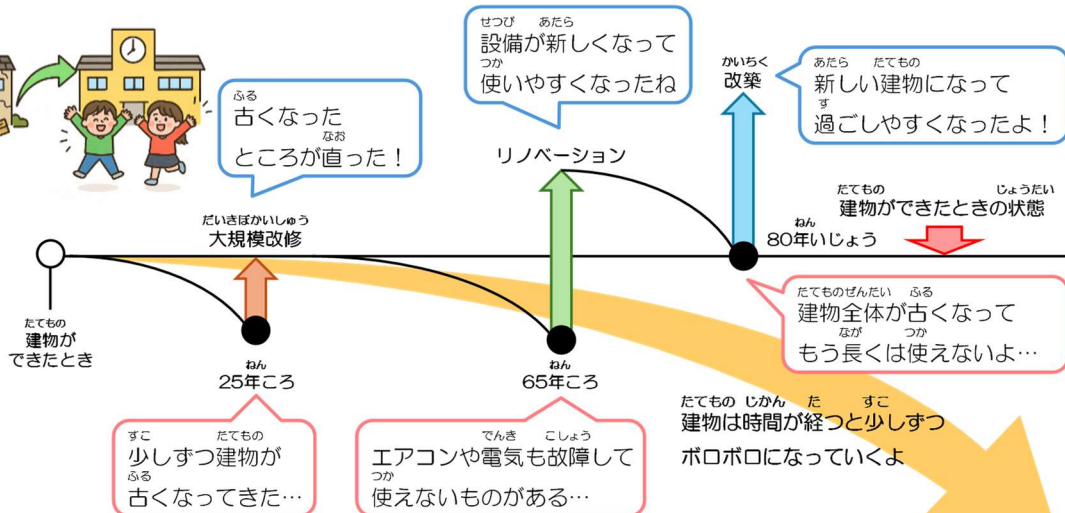 せつび あたら
設備が新しくなって
つか
使いやすくなったね
かいちく
改築
あたら たてもの
新しい建物になって
す
過ごしやすくなったよ！
ふる
古くなった
なお
ところが直った！
リノベーション
だいきぼかいしゅう
大規模改修
たてもの じょうたい
建物ができたときの状態
ねん
80年いじょう
たてもの
建物が
できたとき
ねん
25年ころ
ねん
65年ころ
たてものぜんたい ふる
建物全体が古くなって
なが つか
もう長くは使えないよ…
すこ たてもの
少しずつ建物が
ふる
古くなってきた…
でんき こしょう
エアコンや電気も故障して
つか
使えないものがある…
たてもの じかん た すこ
建物は時間が経つと少しずつ
ボロボロになっていくよ